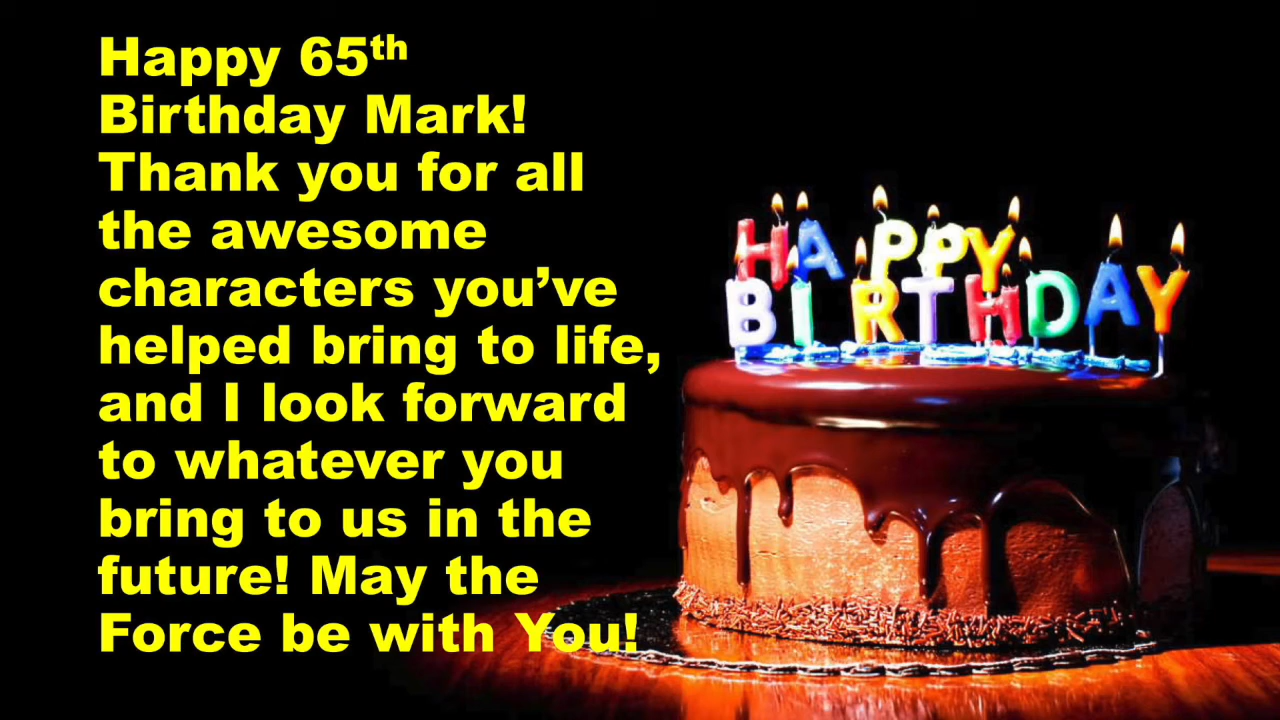 Happy 65th
Birthday Mark!
Thank you for all
the awesome
characters you’ve
helped bring to life,
and I look forward
to whatever you
bring to us in the
future! May the
Force be with You!
HAPPY
BIRTHDAY